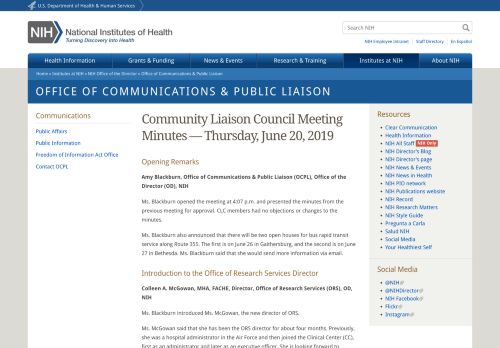 U.S. Department of Health & Human Services
NIH National Institutes of Health
Turning Discovery Into Health
Search NIH
NIH Employee Intranet
Staff Directory
En Español
Health Information
Grants & Funding
News & Events
Research & Training
Institutes at NIH
About NIH
Home » Institutes at NIH » NIH Office of the Director » Office of Communications & Public Liaison
OFFICE OF COMMUNICATIONS & PUBLIC LIAISON
Communications
Public Affairs
Public Information
Freedom of Information Act Office
Contact OCPL
Community Liaison Council Meeting
Minutes — Thursday, June 20, 2019
Opening Remarks
Amy Blackburn, Office of Communications & Public Liaison (OCPL), Office of the
Director (OD), NIH
Ms. Blackburn opened the meeting at 4:07 p.m. and presented the minutes from the
previous meeting for approval. CLC members had no objections or changes to the
minutes.
Ms. Blackburn also announced that there will be two open houses for bus rapid transit
service along Route 355. The first is on June 26 in Gaithersburg, and the second is on June
27 in Bethesda. Ms. Blackburn said that she would send more information via email.
Introduction to the Office of Research Services Director
Colleen A. McGowan, MHA, FACHE, Director, Office of Research Services (ORS), OD,
NIH
Ms. Blackburn introduced Ms. McGowan, the new director of ORS.
Ms. McGowan said that she has been the ORS director for about four months. Previously,
she was a hospital administrator in the Air Force and then joined the Clinical Center (CC),
first as an administrator and later as an executive officer. She is looking forward to
Resources
Clear Communication
Health Information
NIH All Staff NIH Only
NIH Director's Blog
NIH Director's page
NIH News & Events
NIH News in Health
NIH PIO network
NIH Publications website
NIH Record
NIH Research Matters
NIH Style Guide
Pregunta a Carla
Salud NIH
Social Media
Your Healthiest Self
Social Media
@NIH
@NIHDirector
NIH Facebook
Flickr
Instagram